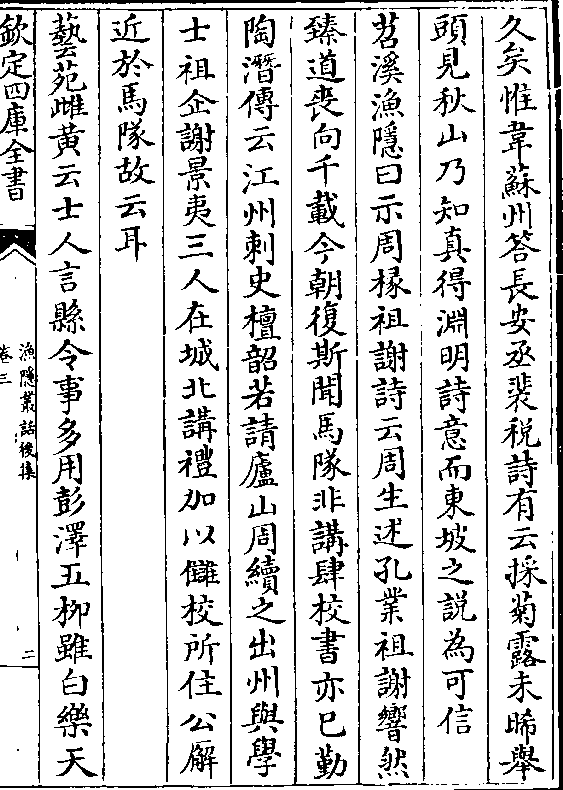 久矣惟韋蘇州答長安丞裴税詩有云採菊露未晞舉
頭見秋山乃知真得淵明詩意而東坡之說為可信
苕溪漁隱曰示周椽祖謝詩云周生述孔業祖謝響然
臻道丧向千載今朝復斯聞馬隊非講肆校書亦已勤
陶潛傳云江州刺史檀韶若請廬山周續之出州與學
士祖企謝景夷三人在城北講禮加以讎校所住公廨
近於馬隊故云耳
藝苑雌黄云士人言縣令事多用彭澤五柳雖白樂天
欽定四庫全書
漁隱叢話後集
卷三
二